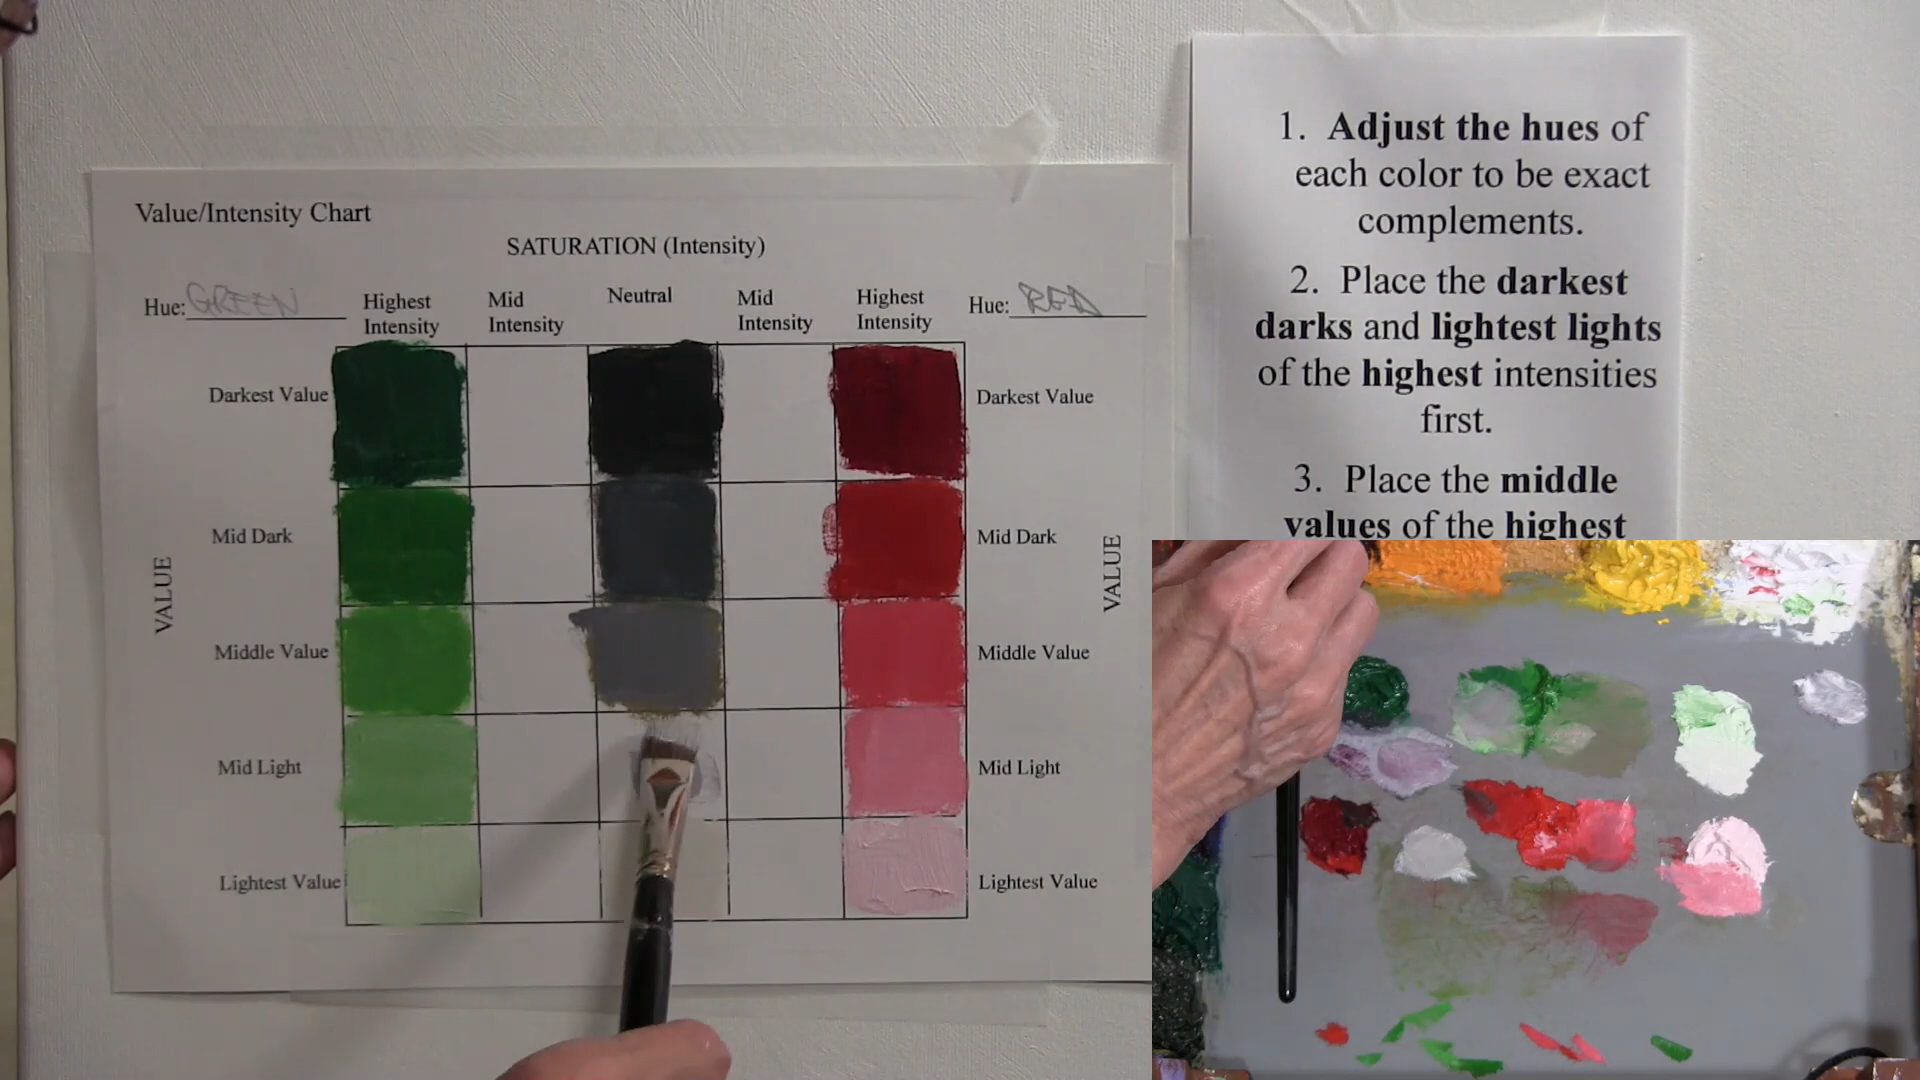 Value/Intensity Chart
SATURATION (Intensity)
Hue: GREEN
Highest Intensity
Mid Intensity
Neutral
Mid Intensity
Highest Intensity
Hue: RED
Darkest Value
Darkest Value
Mid Dark
Mid Dark
VALUE
VALUE
Middle Value
Middle Value
Mid Light
Mid Light
Lightest Value
Lightest Value
1. Adjust the hues of
each color to be exact
complements.
2. Place the darkest
darks and lightest lights
of the highest intensities
first.
3. Place the middle
values of the highest